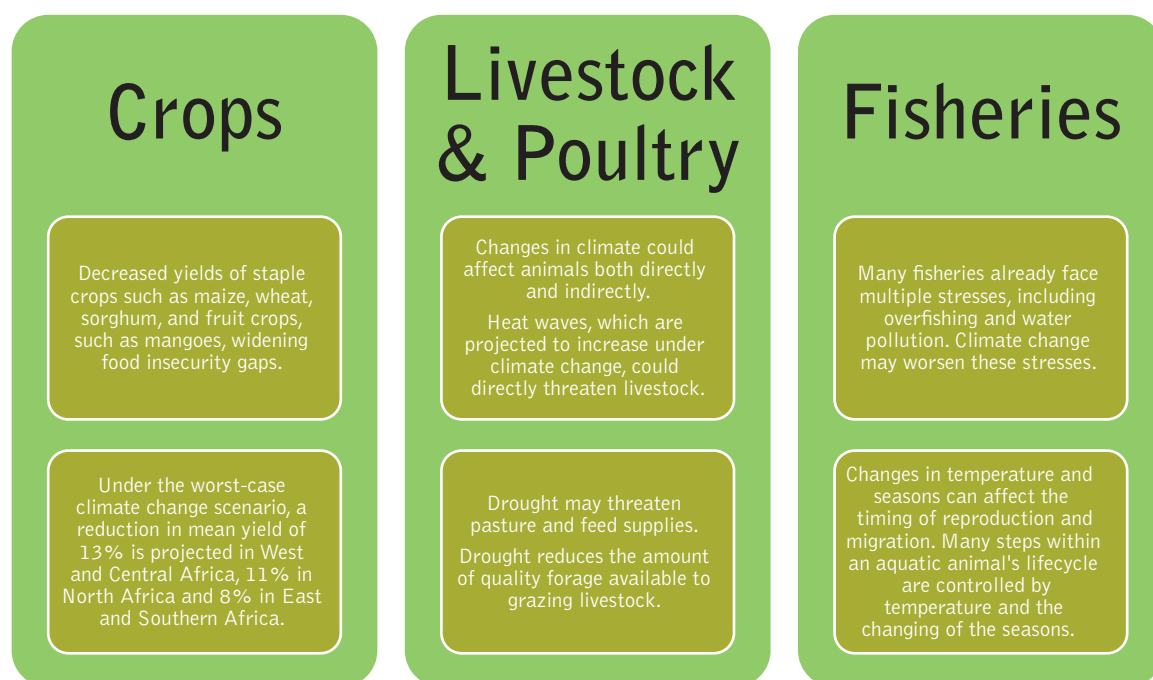 Crops
Decreased yields of staple
crops such as maize, wheat,
sorghum, and fruit crops,
such as mangoes, widening
food insecurity gaps.
Under the worst-case
climate change scenario, a
reduction in mean yield of
13% is projected in West
and Central Africa, 11% in
North Africa and 8% in East
and Southern Africa.
Livestock
& Poultry
Changes in climate could
affect animals both directly
and indirectly.
Heat waves, which are
projected to increase under
climate change, could
directly threaten livestock.
Drought may threaten
pasture and feed supplies.
Drought reduces the amount
of quality forage available to
grazing livestock.
Fisheries
Many fisheries already face
multiple stresses, including
overfishing and water
pollution. Climate change
may worsen these stresses.
Changes in temperature and
seasons can affect the
timing of reproduction and
migration. Many steps within
an aquatic animal's lifecycle
are controlled by
temperature and the
changing of the seasons.